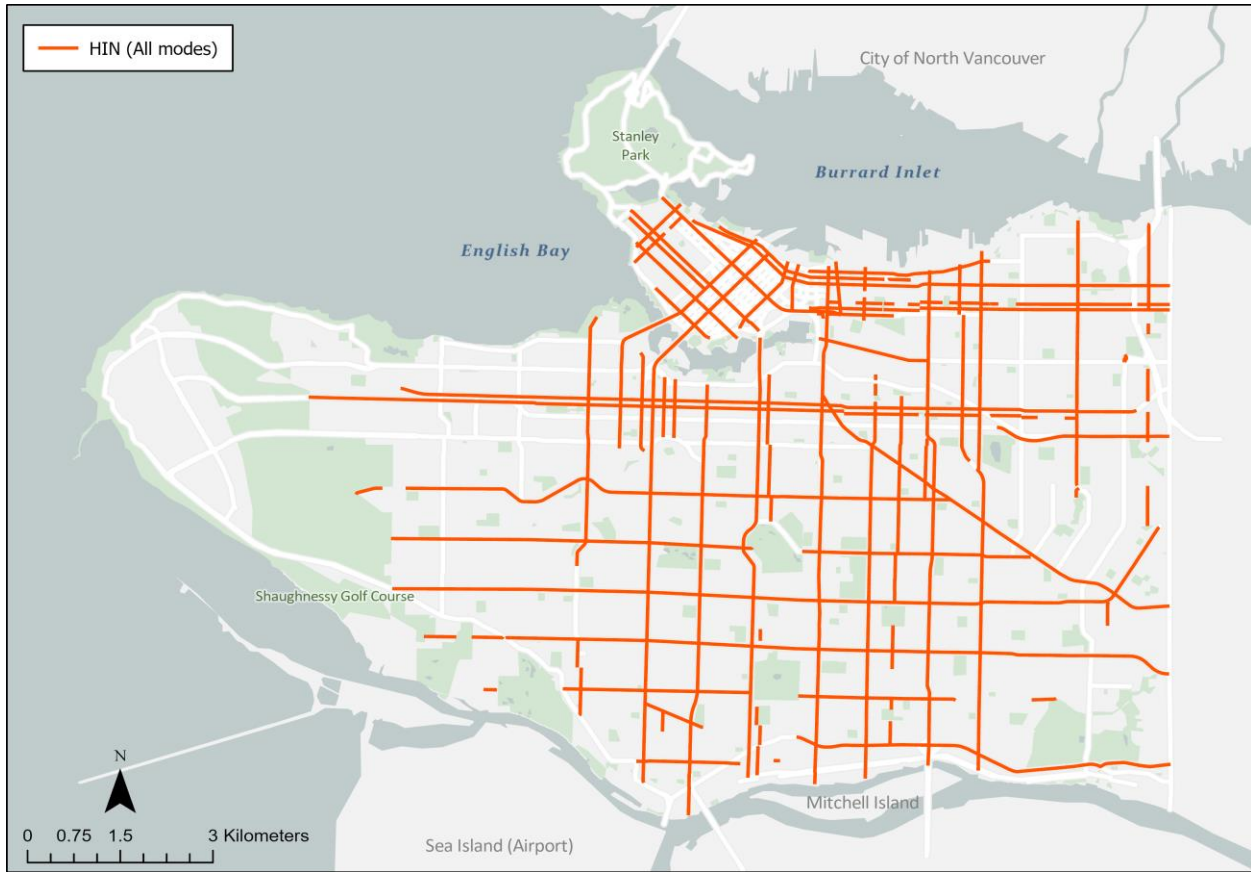 HIN (All modes)
City of North Vancouver
Stanley
Park
Burrard Inlet
English Bay
Shaughnessy Golf Course
N
Mitchell Island
0 0.75 1.5 3 Kilometers
Sea Island (Airport)